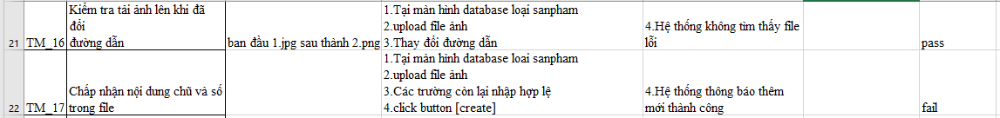 21 TM_16 Kiểm tra tải ảnh lên khi đã đổi đường dẫn
ban đầu 1.jpg sau thành 2.png
1.Tại màn hình database loại sanpham
2.upload file ảnh
3.Thay đổi đường dẫn
4.Hệ thống không tìm thấy file lỗi
pass
22 TM_17 Chấp nhận nội dung chũ và số trong file
1.Tại màn hình database loai sanpham
2.upload file ảnh
3.Các trường còn lại nhập hợp lệ
4.click button [create]
4.Hệ thống thông báo thêm mới thành công
fail